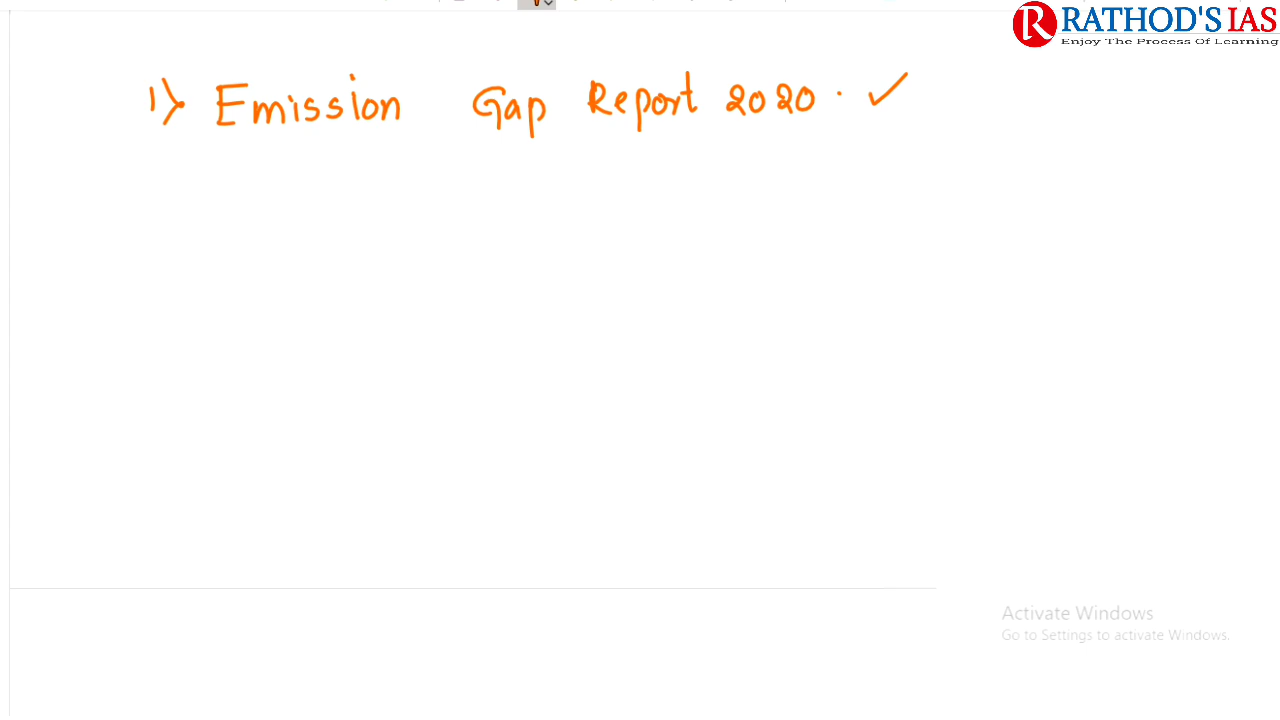 RATHOD'S IAS
Enjoy The Process Of Learning
1) Emission Gap Report 2020.
Activate Windows
Go to Settings to activate Windows.